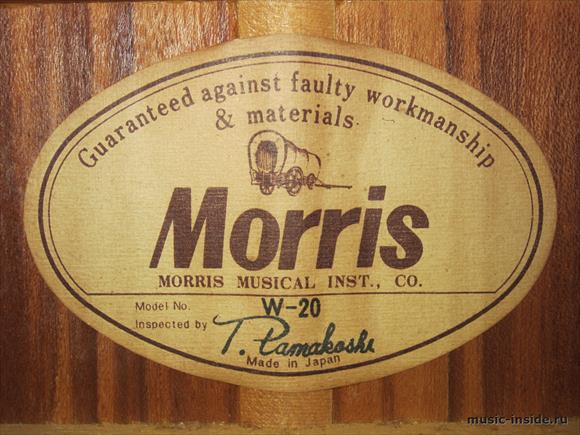 Guaranteed against faulty workmanship
& materials
Morris
MORRIS MUSICAL INST., CO.
Model No. W-20
Inspected by T.
Made in Japan
music-inside.ru